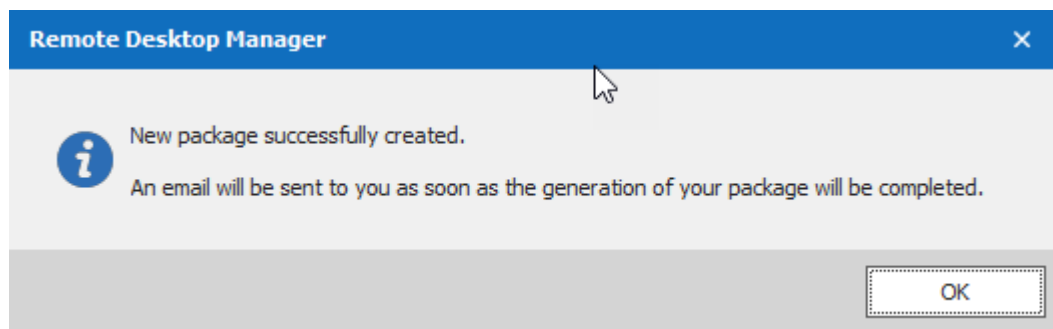 Remote Desktop Manager
New package successfully created.
An email will be sent to you as soon as the generation of your package will be completed.
OK